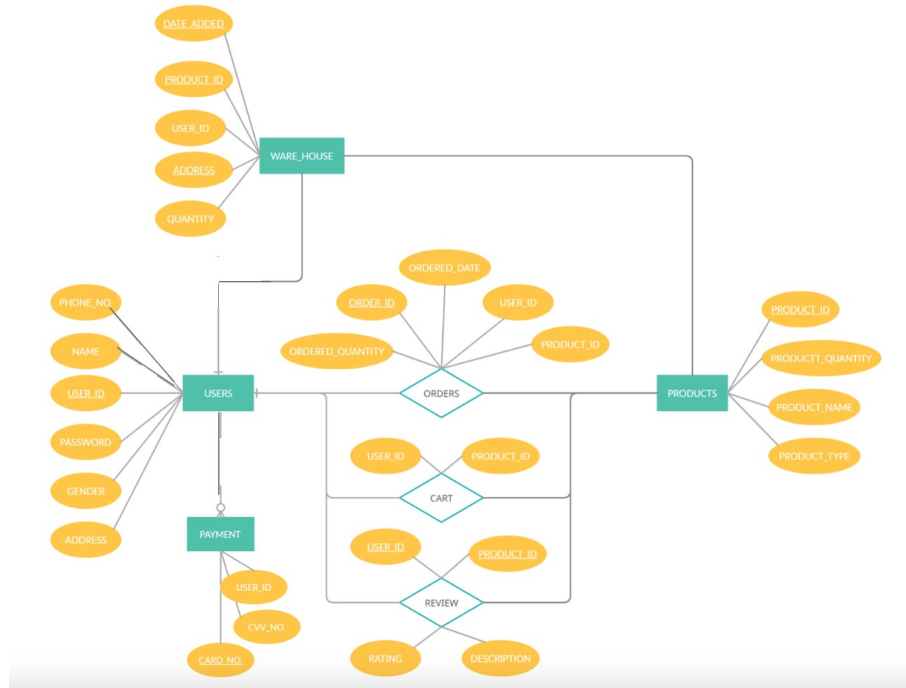 DATE_ADDED
PRODUCT_ID
USER_ID
ADDRESS
QUANTITY
WARE_HOUSE
PHONE_NO.
NAME
USER_ID
PASSWORD
GENDER
ADDRESS
USERS
ORDERED_QUANTITY
ORDER_ID
ORDERED_DATE
USER_ID
PRODUCT_ID
ORDERS
PRODUCTS
PRODUCT_ID
PRODUCTT_QUANTITY
PRODUCT_NAME
PRODUCT_TYPE
USER_ID
PRODUCT_ID
CART
PAYMENT
USER_ID
CVV_NO.
CARD_NO.
USER_ID
PRODUCT_ID
REVIEW
RATING
DESCRIPTION